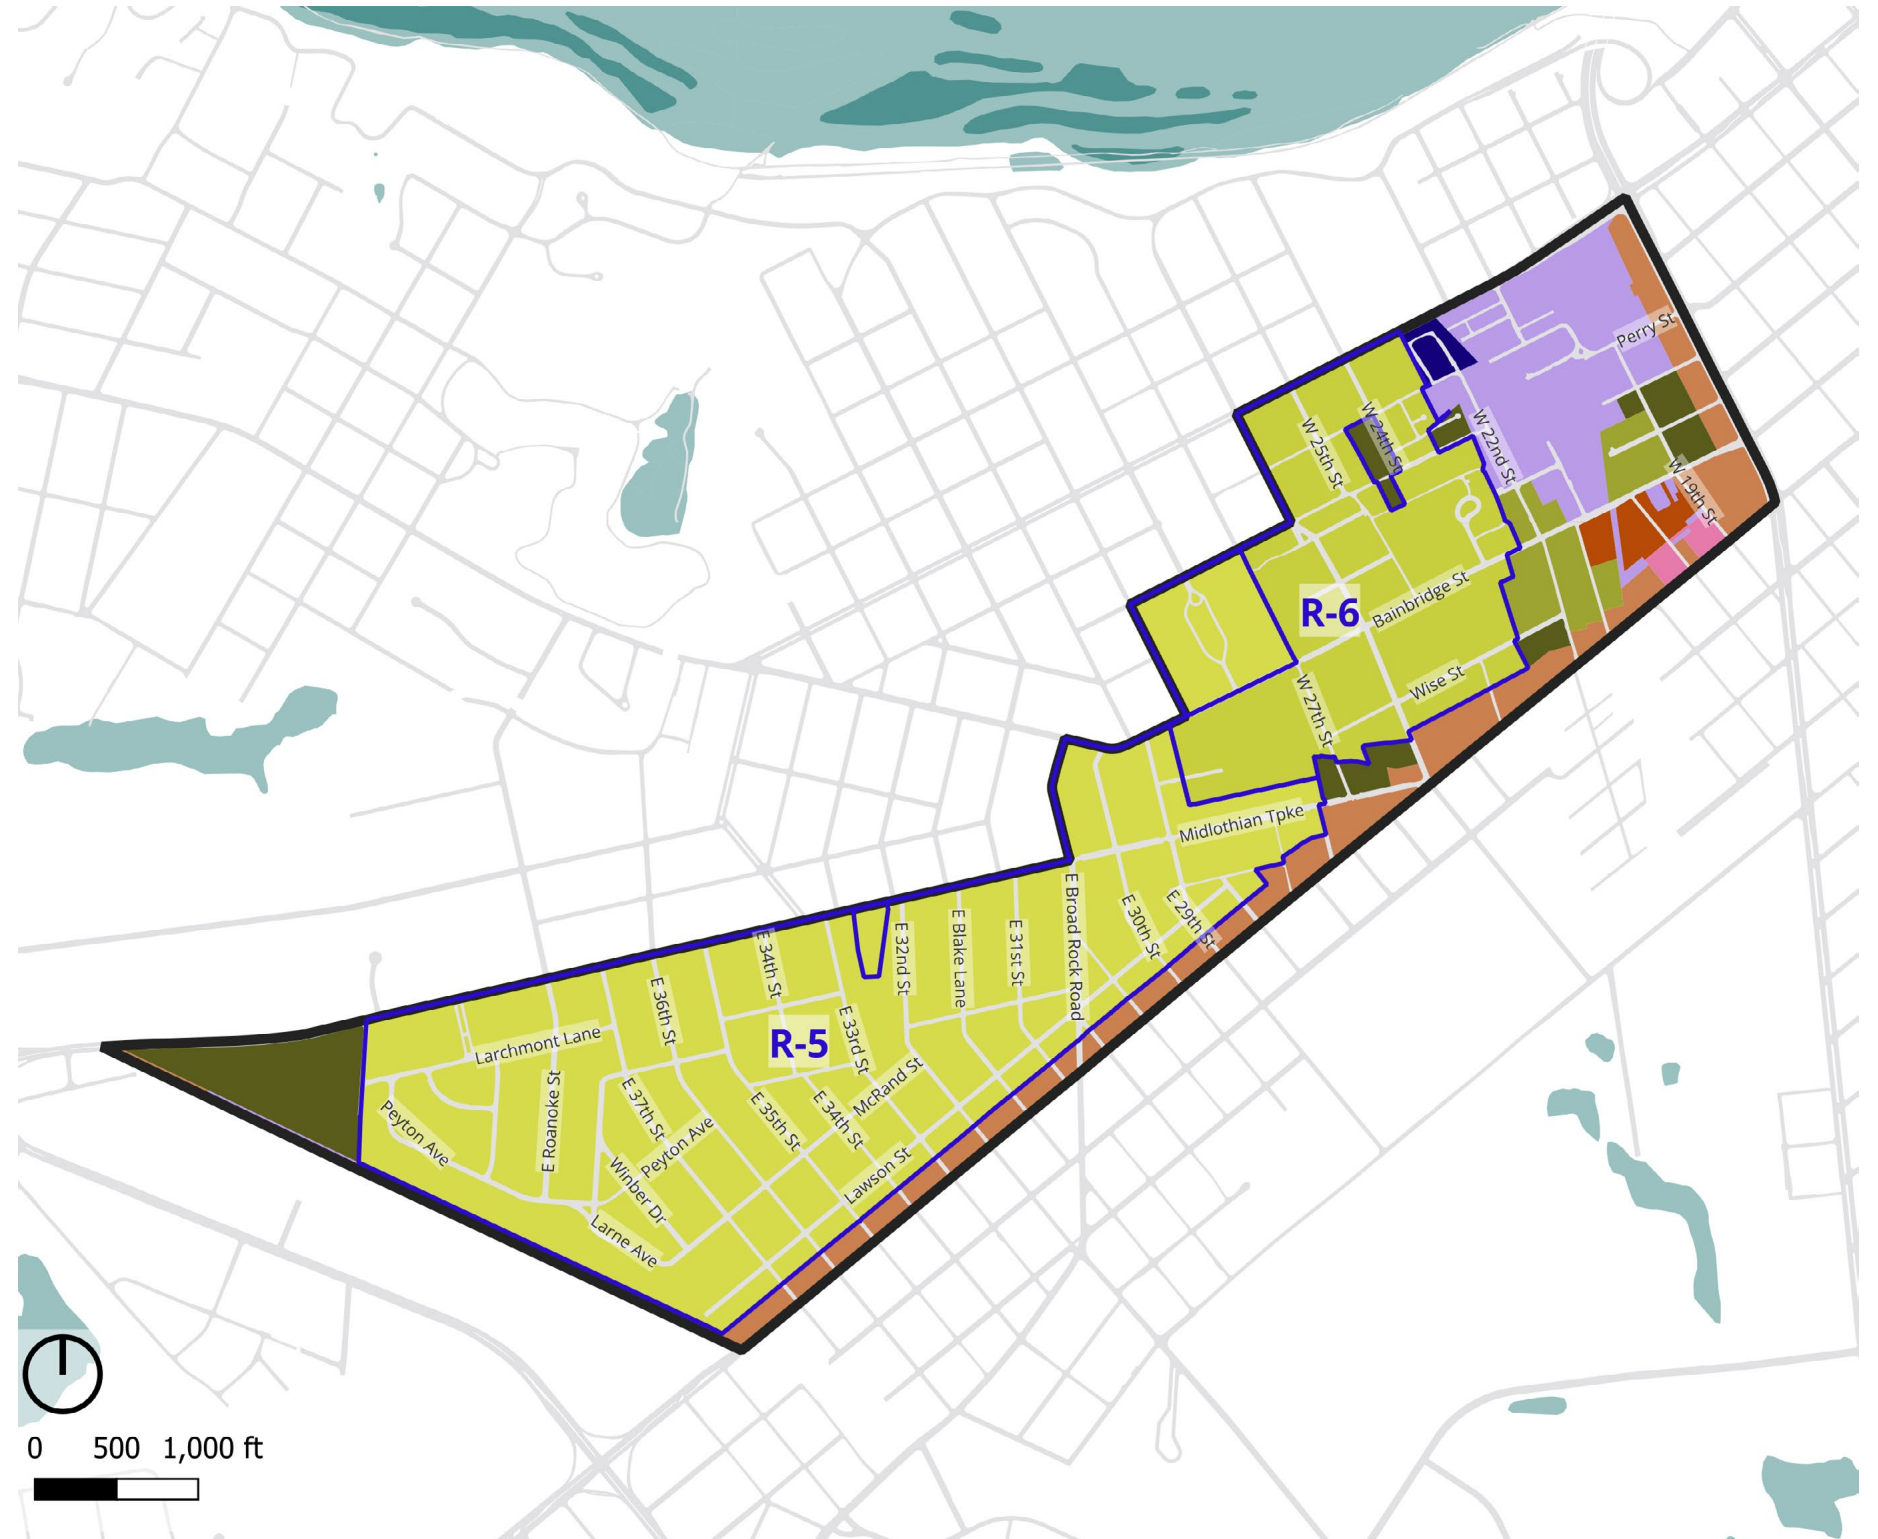 Perry St
W 25th St
W 24th St
W 22nd St
W 19th St
R-6
Bainbridge St
Wise St
W 27th St
Midlothian Tpke
E Broad Rock Road
E 30th St
E 29th St
E 34th St
E 32nd St
E Blake Lane
E 31st St
E 36th St
Larchmont Lane
R-5
E 33rd St
Peyton Ave
E Roanoke St
E 37th St
Peyton Ave
E 35th St
E 34th St
McRand St
Winber Dr
Lawson St
Larne Ave
0 500 1,000 ft